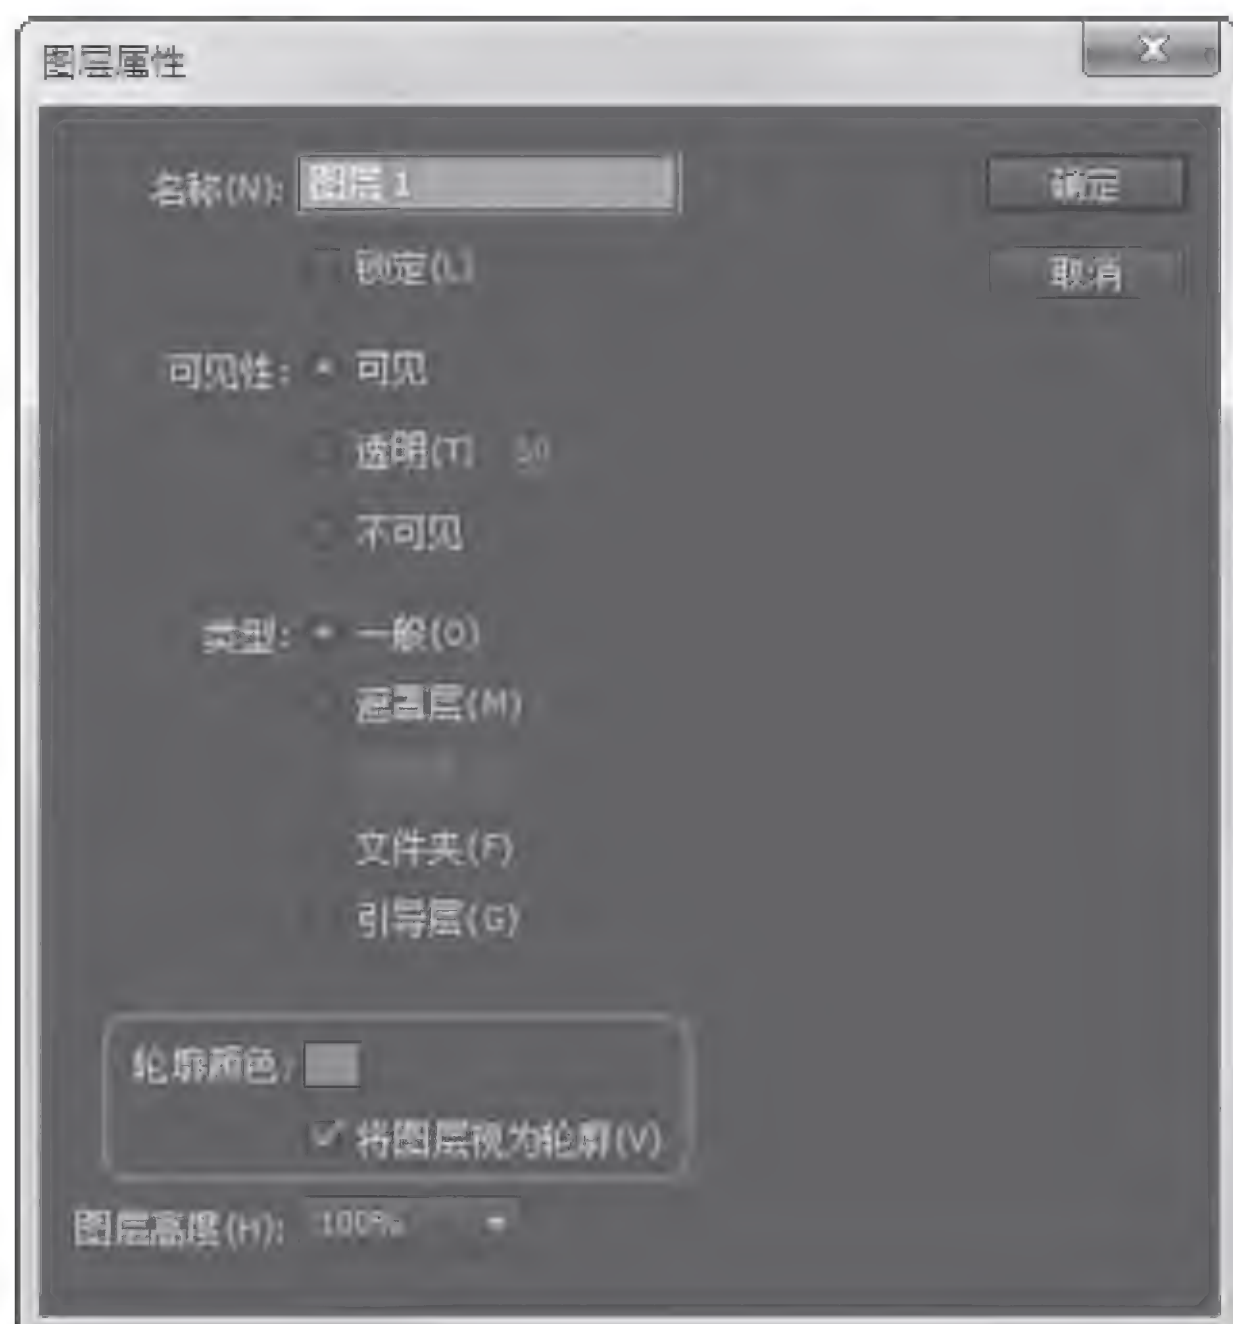 图层属性
名称(N): 图层 1 确定
锁定(L) 取消
可见性: 可见
透明(T) 50
不可见
类型: 一般(O)
遮罩层(M)
文件夹(F)
引导层(G)
轮廓颜色:
将图层视为轮廓(V)
图层高度(H): 100%